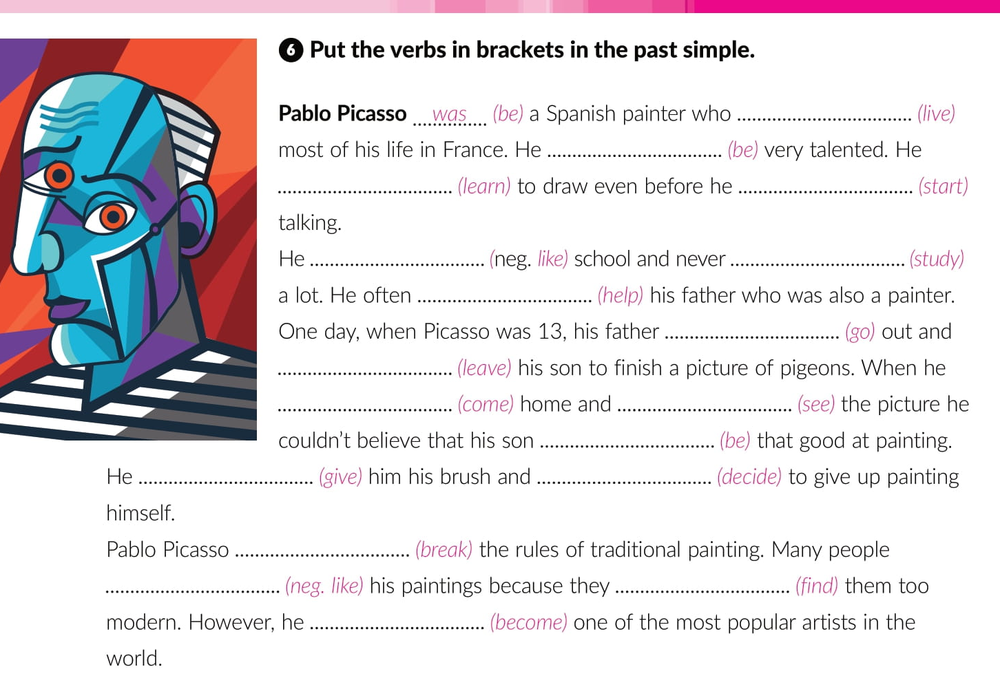 6 Put the verbs in brackets in the past simple.
Pablo Picasso ...was... (be) a Spanish painter who ................................... (live)
most of his life in France. He ................................... (be) very talented. He
................................... (learn) to draw even before he ................................... (start)
talking.
He ................................... (neg. like) school and never ................................... (study)
a lot. He often ................................... (help) his father who was also a painter.
One day, when Picasso was 13, his father ................................... (go) out and
................................... (leave) his son to finish a picture of pigeons. When he
................................... (come) home and ................................... (see) the picture he
couldn't believe that his son ................................... (be) that good at painting.
He ................................... (give) him his brush and ................................... (decide) to give up painting
himself.
Pablo Picasso ................................... (break) the rules of traditional painting. Many people
................................... (neg. like) his paintings because they ................................... (find) them too
modern. However, he ................................... (become) one of the most popular artists in the
world.